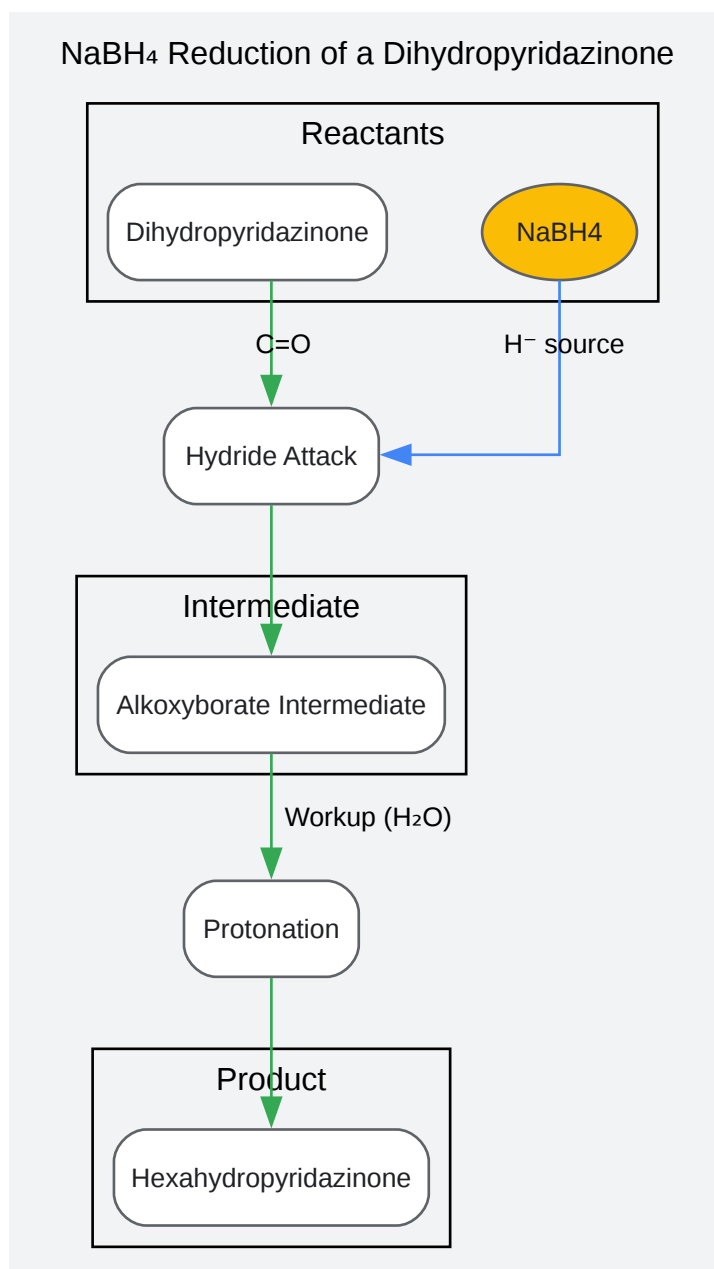 NaBH₄ Reduction of a Dihydropyridazinone
Reactants
Dihydropyridazinone
NaBH4
C=O
H⁻ source
Hydride Attack
Intermediate
Alkoxyborate Intermediate
Workup (H₂O)
Protonation
Product
Hexahydropyridazinone